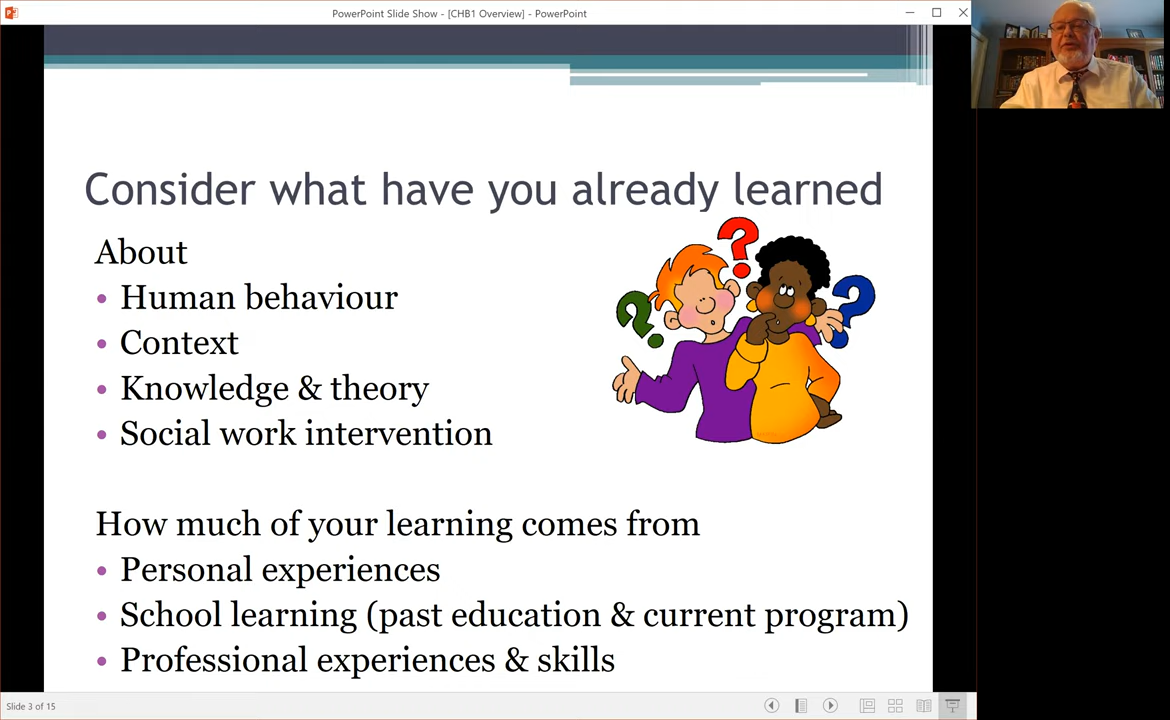 PowerPoint Slide Show - [CHB1 Overview] - PowerPoint
Consider what have you already learned
About
• Human behaviour
• Context
• Knowledge & theory
• Social work intervention
How much of your learning comes from
• Personal experiences
• School learning (past education & current program)
• Professional experiences & skills
Slide 3 of 15